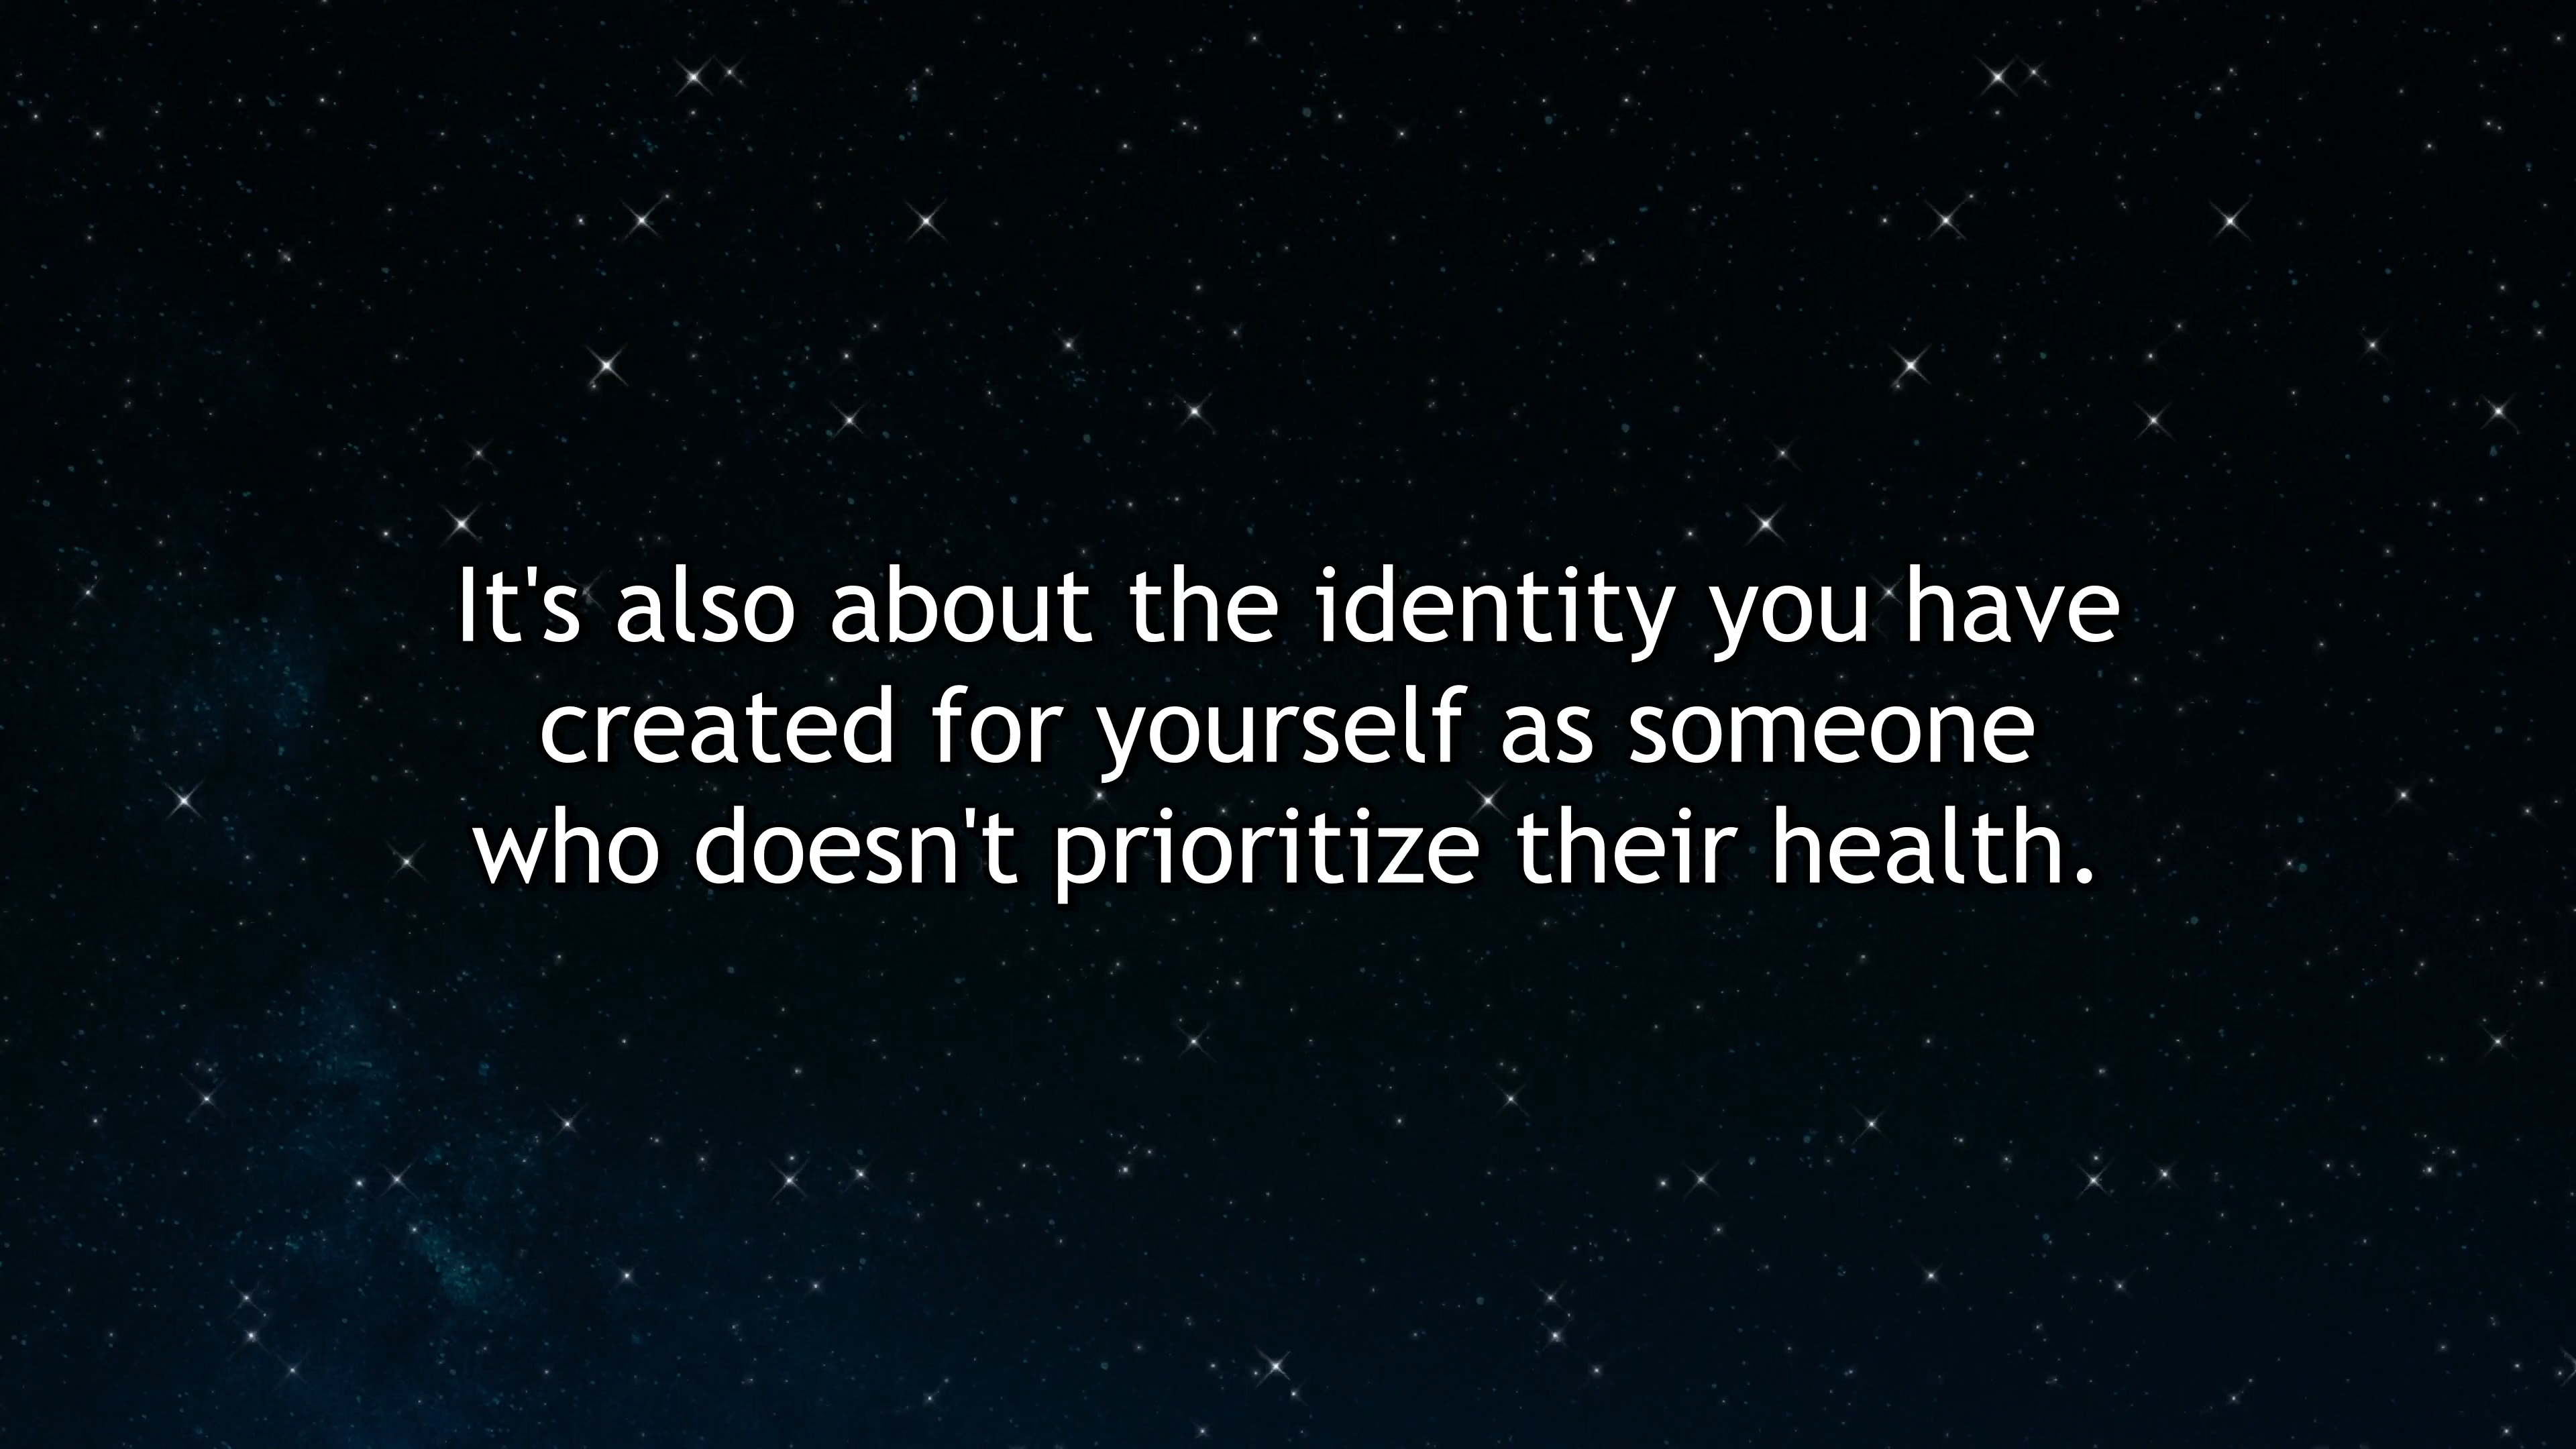 It's also about the identity you have
created for yourself as someone
who doesn't prioritize their health.